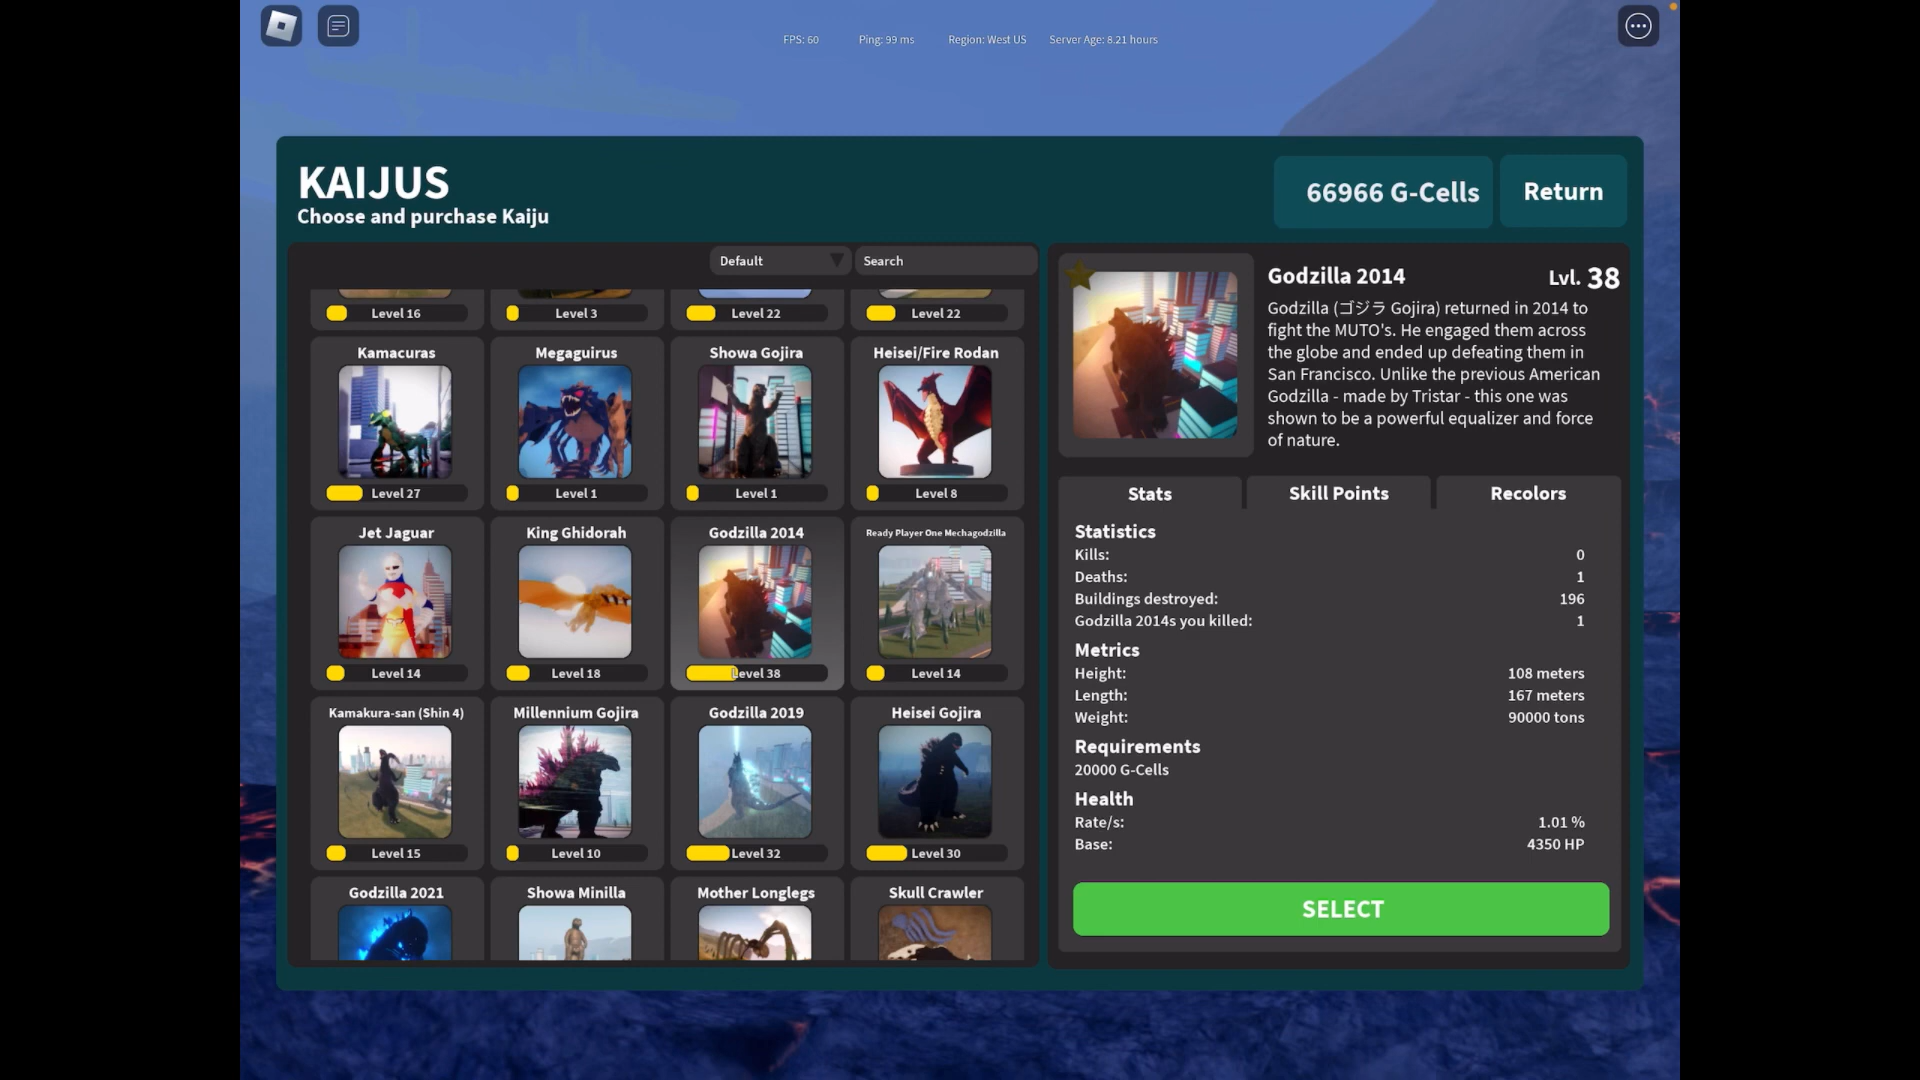 FPS: 60 Ping: 99 ms Region: West US Server Age: 8.21 hours
KAIJUS
Choose and purchase Kaiju
66966 G-Cells
Return
Default
Search
Level 16
Level 3
Level 22
Level 22
Kamacuras
Megaguirus
Showa Gojira
Heisei/Fire Rodan
Level 27
Level 1
Level 1
Level 8
Jet Jaguar
King Ghidorah
Godzilla 2014
Ready Player One Mechagodzilla
Level 14
Level 18
Level 38
Level 14
Kamakura-san (Shin 4)
Millennium Gojira
Godzilla 2019
Heisei Gojira
Level 15
Level 10
Level 32
Level 30
Godzilla 2021
Showa Minilla
Mother Longlegs
Skull Crawler
Godzilla 2014
Lvl. 38
Godzilla (ゴジラ Gojira) returned in 2014 to
fight the MUTO's. He engaged them across
the globe and ended up defeating them in
San Francisco. Unlike the previous American
Godzilla - made by Tristar - this one was
shown to be a powerful equalizer and force
of nature.
Stats
Skill Points
Recolors
Statistics
Kills: 0
Deaths: 1
Buildings destroyed: 196
Godzilla 2014s you killed: 1
Metrics
Height: 108 meters
Length: 167 meters
Weight: 90000 tons
Requirements
20000 G-Cells
Health
Rate/s: 1.01 %
Base: 4350 HP
SELECT